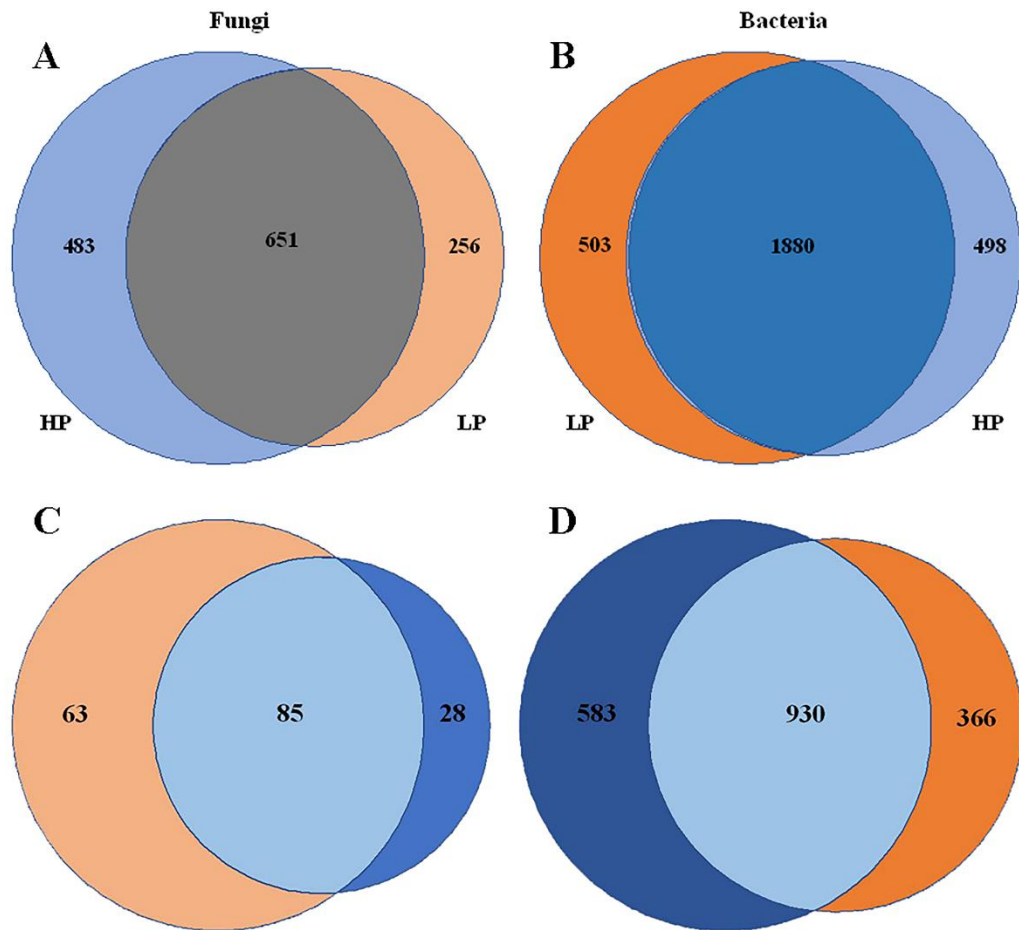 Fungi
Bacteria
A
B
483
651
256
503
1880
498
HP
LP
LP
HP
C
D
63
85
28
583
930
366